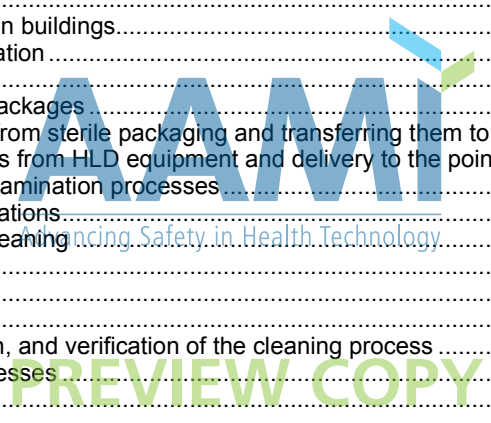 n buildings
ation
ackages
rom sterile packaging and transferring them to
s from HLD equipment and delivery to the poin
amination processes
ations
eaning
n, and verification of the cleaning process
esses
AAMI
Advancing Safety in Health Technology
PREVIEW COPY